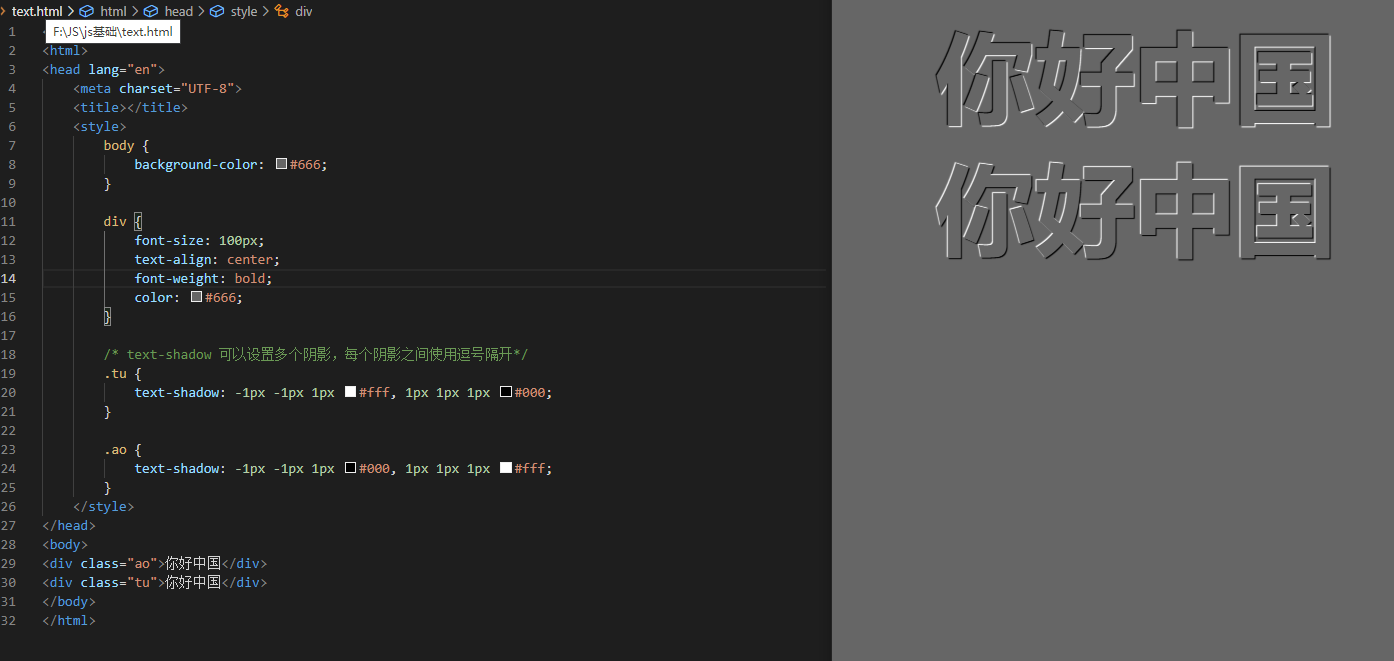 text.html > html > head > style > div
F:\JS\js基础\text.html
1
2 <html>
3 <head lang="en">
4 <meta charset="UTF-8">
5 <title></title>
6 <style>
7 body {
8 background-color: #666;
9 }
10
11 div {
12 font-size: 100px;
13 text-align: center;
14 font-weight: bold;
15 color: #666;
16 }
17
18 /* text-shadow 可以设置多个阴影，每个阴影之间使用逗号隔开*/
19 .tu {
20 text-shadow: -1px -1px 1px #fff, 1px 1px 1px #000;
21 }
22
23 .ao {
24 text-shadow: -1px -1px 1px #000, 1px 1px 1px #fff;
25 }
26 </style>
27 </head>
28 <body>
29 <div class="ao">你好中国</div>
30 <div class="tu">你好中国</div>
31 </body>
32 </html>
你好中国
你好中国